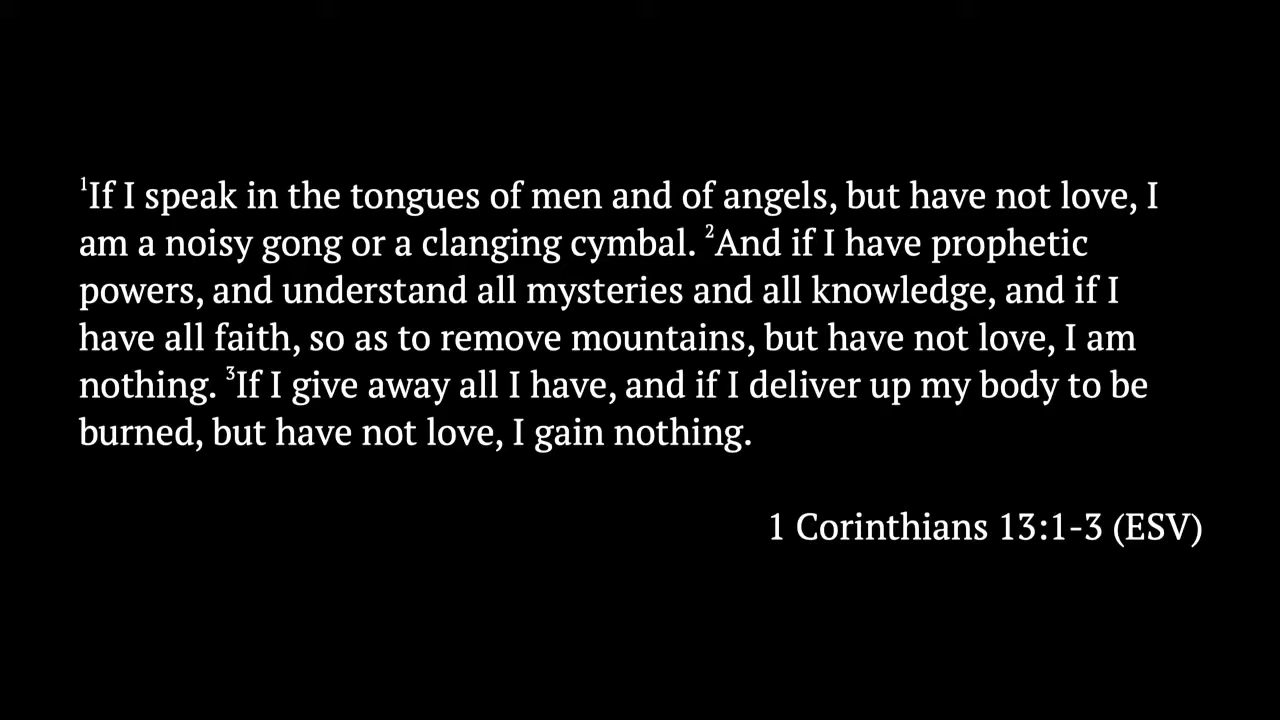 ¹If I speak in the tongues of men and of angels, but have not love, I
am a noisy gong or a clanging cymbal. ²And if I have prophetic
powers, and understand all mysteries and all knowledge, and if I
have all faith, so as to remove mountains, but have not love, I am
nothing. ³If I give away all I have, and if I deliver up my body to be
burned, but have not love, I gain nothing.
1 Corinthians 13:1-3 (ESV)